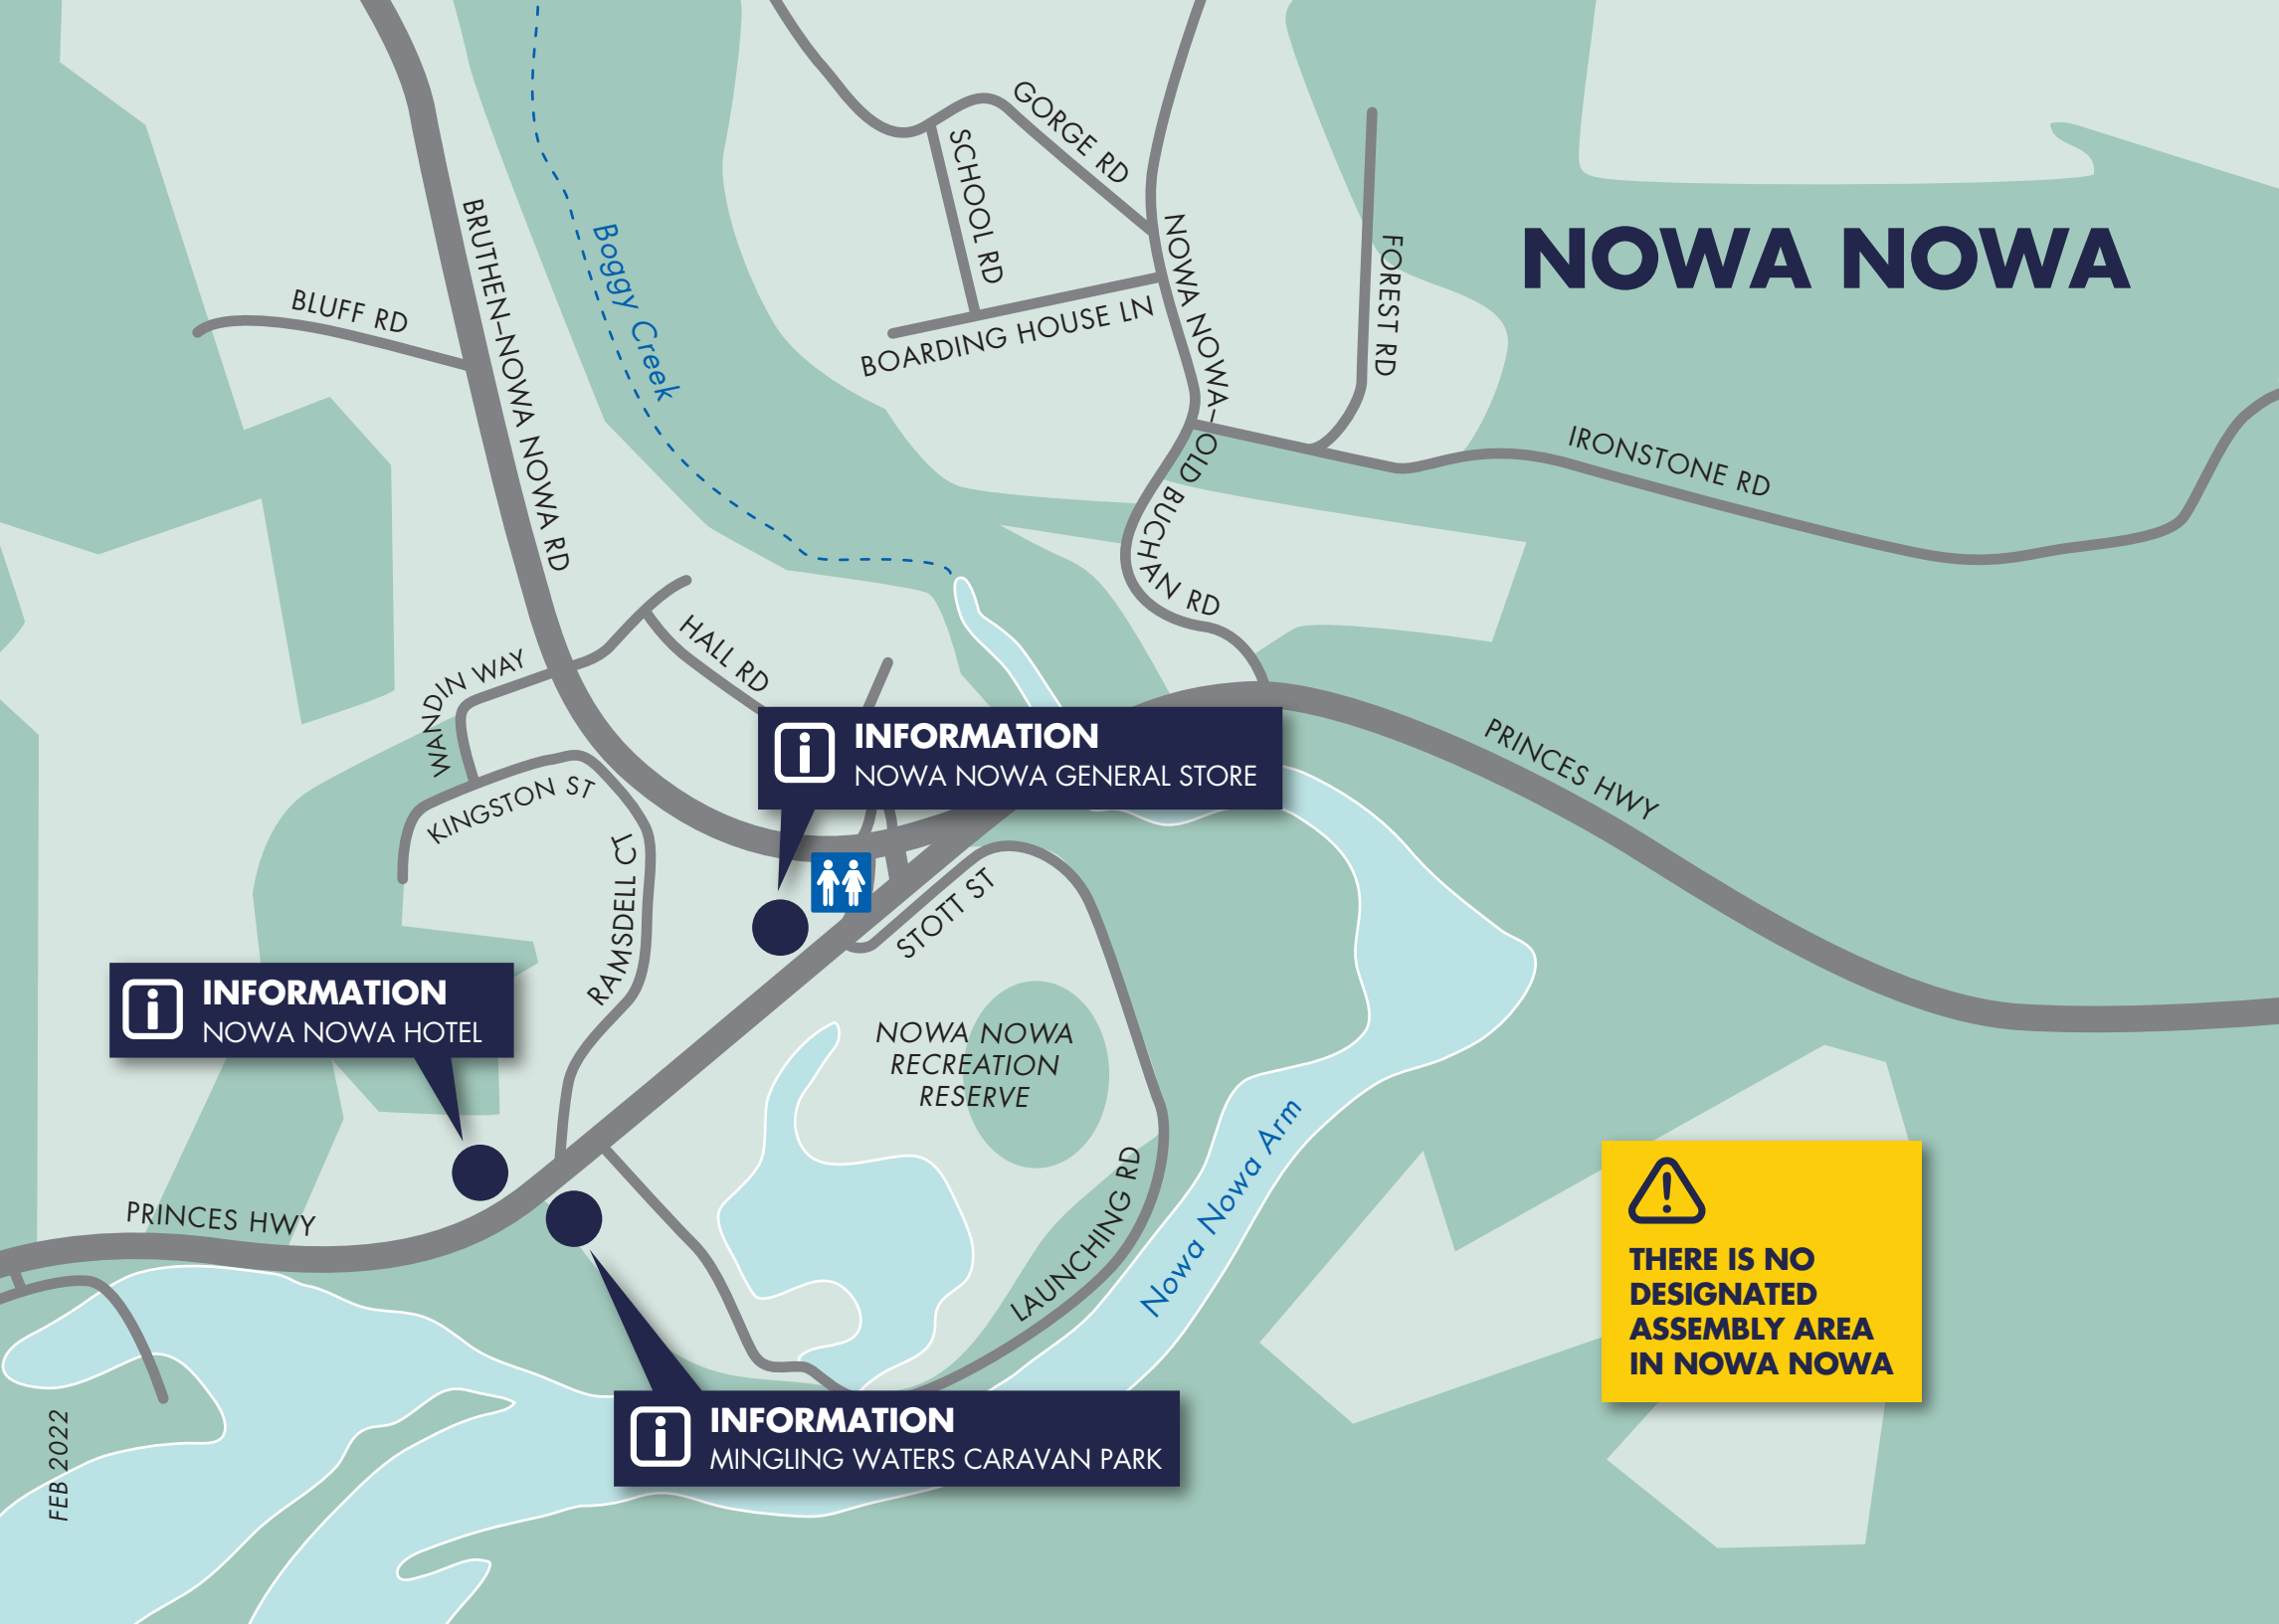 GORGE RD
SCHOOL RD
BRUTHEN–NOWA NOWA RD
Boggy Creek
NOWA NOWA–OLD BUCHAN RD
FOREST RD
NOWA NOWA
BLUFF RD
BOARDING HOUSE LN
IRONSTONE RD
HALL RD
WANDIN WAY
INFORMATION
NOWA NOWA GENERAL STORE
PRINCES HWY
KINGSTON ST
RAMSDELL CT
STOTT ST
INFORMATION
NOWA NOWA HOTEL
NOWA NOWA
RECREATION
RESERVE
Nowa Nowa Arm
LAUNCHING RD
PRINCES HWY
THERE IS NO
DESIGNATED
ASSEMBLY AREA
IN NOWA NOWA
INFORMATION
MINGLING WATERS CARAVAN PARK
FEB 2022